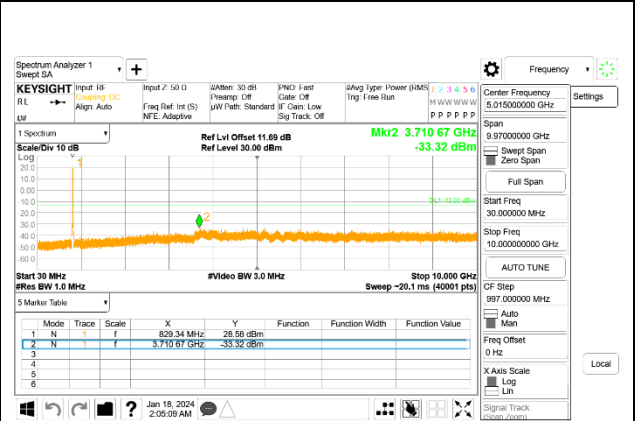 Spectrum Analyzer 1
Swept SA
Frequency
KEYSIGHT
RL
Input: RF
Coupling: DC
Align: Auto
Input Z: 50 Ω
Freq Ref: Int (S)
NFE: Adaptive
#Atten: 30 dB
Preamp: Off
µW Path: Standard
PNO: Fast
Gate: Off
IF Gain: Low
Sig Track: Off
#Avg Type: Power (RMS
Trig: Free Run
1 2 3 4 5 6
M W W W W W
P P P P P P
1 Spectrum
Scale/Div 10 dB
Ref Lvl Offset 11.69 dB
Ref Level 30.00 dBm
Mkr2 3.710 67 GHz
-33.32 dBm
Log
20.0
10.0
0.00
-10.0
-20.0
-30.0
-40.0
-50.0
-60.0
1
2
DL1 -13.00 dBm
Start 30 MHz
#Res BW 1.0 MHz
#Video BW 3.0 MHz
Stop 10.000 GHz
Sweep ~20.1 ms (40001 pts)
5 Marker Table
Mode Trace Scale X Y Function Function Width Function Value
1 N 1 f 829.34 MHz 28.58 dBm
2 N 1 f 3.710 67 GHz -33.32 dBm
3
4
5
6
Jan 18, 2024
2:05:09 AM
Center Frequency
5.015000000 GHz
Span
9.97000000 GHz
Swept Span
Zero Span
Full Span
Start Freq
30.000000 MHz
Stop Freq
10.000000000 GHz
AUTO TUNE
CF Step
997.000000 MHz
Auto
Man
Freq Offset
0 Hz
X Axis Scale
Log
Lin
Signal Track
(Span Zoom)
Settings
Local